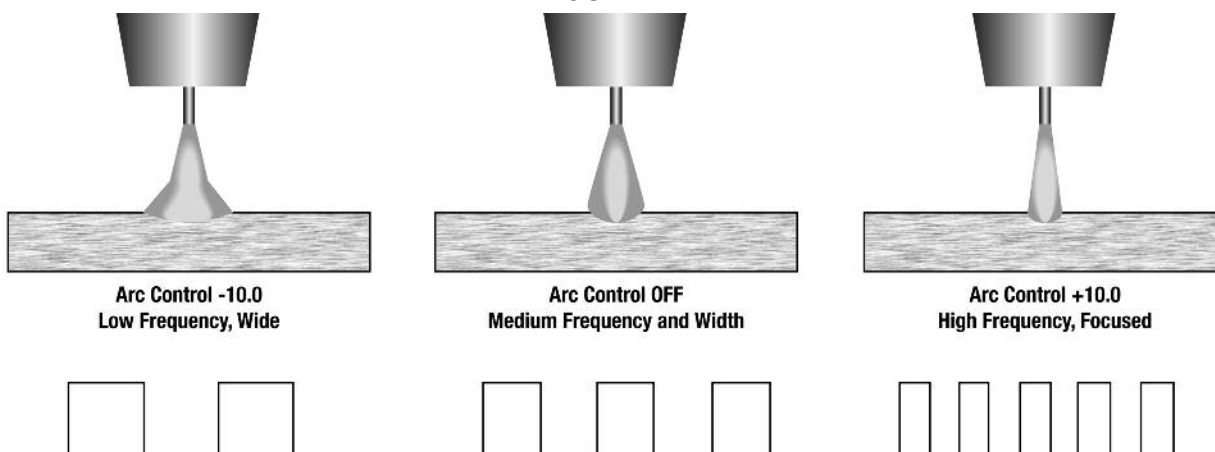 Arc Control -10.0
Low Frequency, Wide
Arc Control OFF
Medium Frequency and Width
Arc Control +10.0
High Frequency, Focused